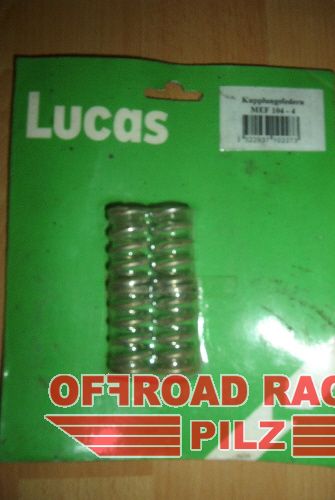 Lucas
Kupplungsfedern
MEF 104 - 4
OFFROAD RAC
PILZ